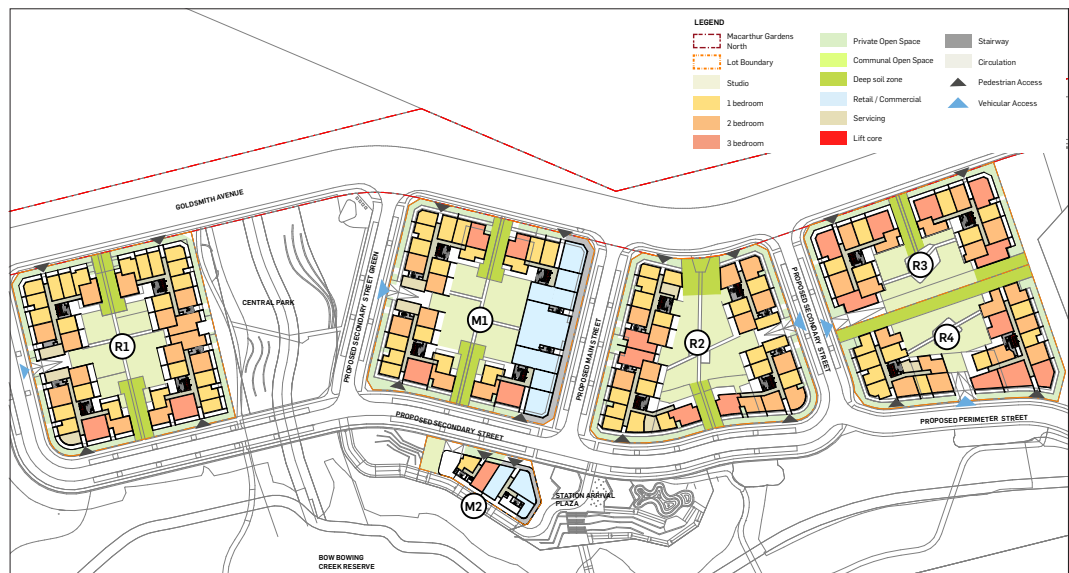 LEGEND
Macarthur Gardens
North
Lot Boundary
Studio
1 bedroom
2 bedroom
3 bedroom
Private Open Space
Communal Open Space
Deep soil zone
Retail / Commercial
Servicing
Lift core
Stairway
Circulation
Pedestrian Access
Vehicular Access
GOLDSMITH AVENUE
CENTRAL PARK
PROPOSED SECONDARY STREET GREEN
PROPOSED MAIN STREET
PROPOSED SECONDARY STREET
PROPOSED SECONDARY STREET
PROPOSED PERIMETER STREET
R1
M1
R2
R3
R4
M2
STATION ARRIVAL
PLAZA
BOW BOWING
CREEK RESERVE